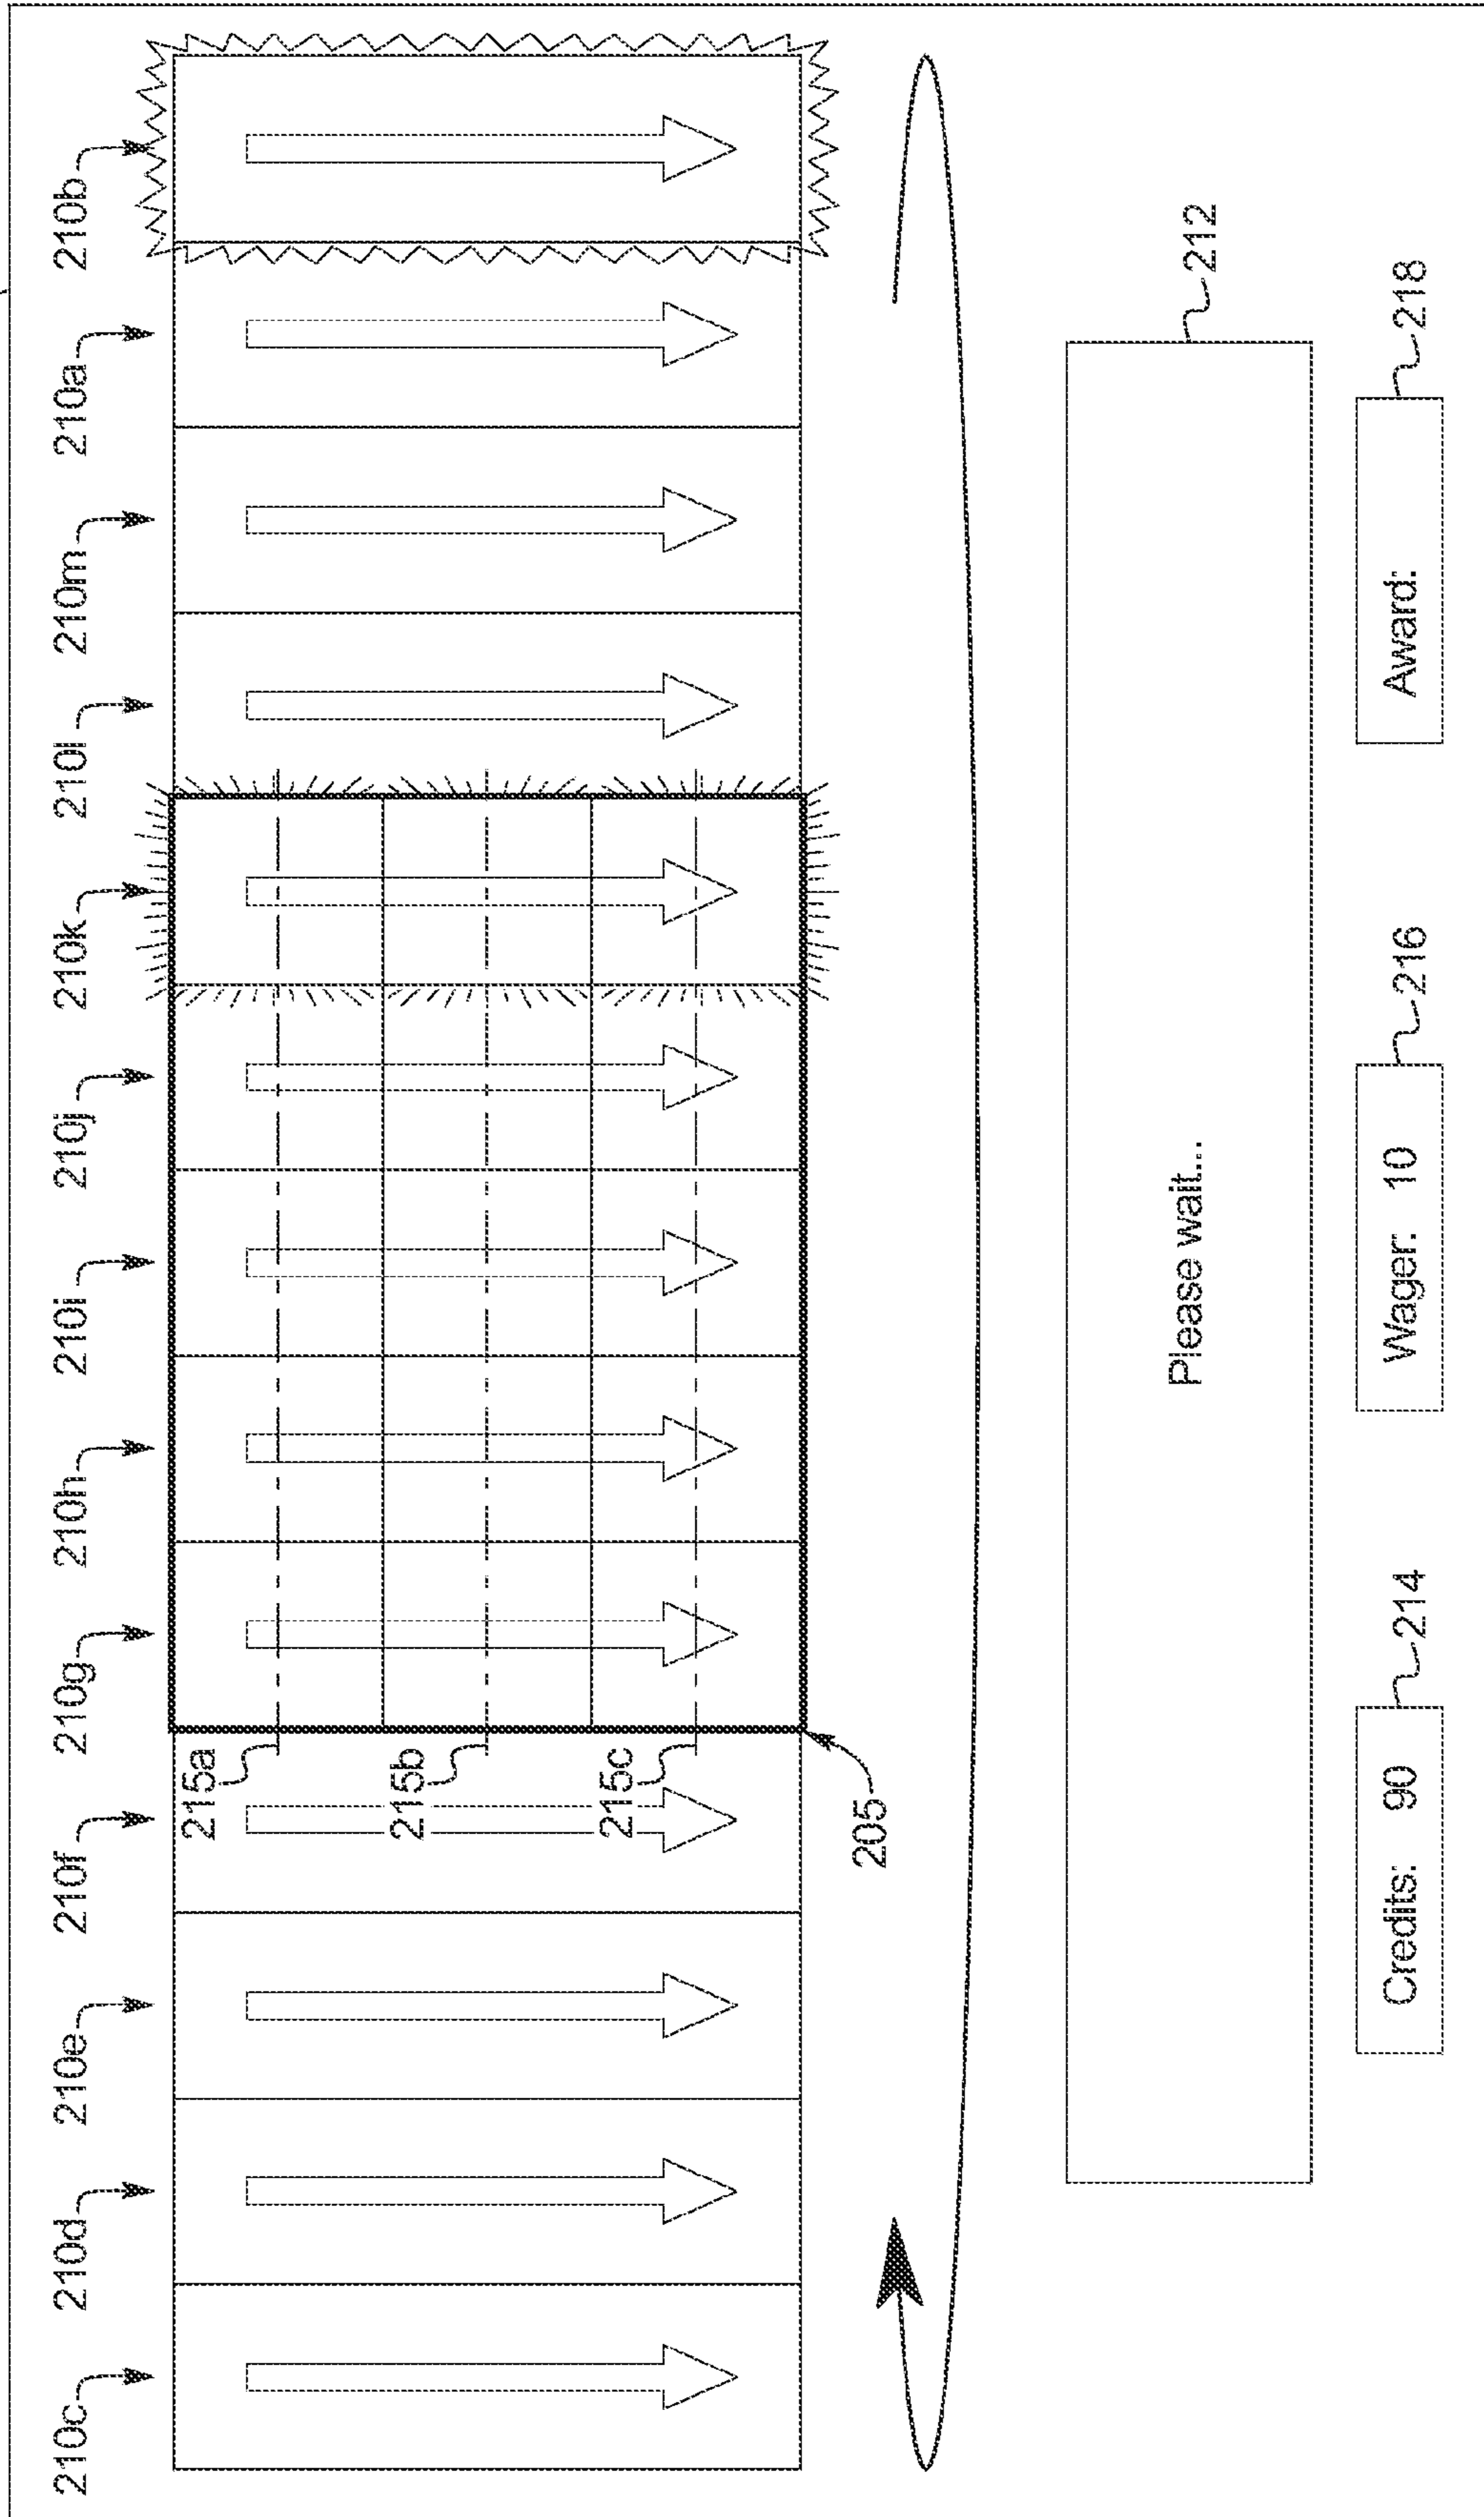 210c 210d 210e 210f 210g 210h 210i 210j 210k 210l 210m 210a 210b
215a
215b
215c
205
Please wait...
212
Credits: 90
214
Wager: 10
216
Award:
218